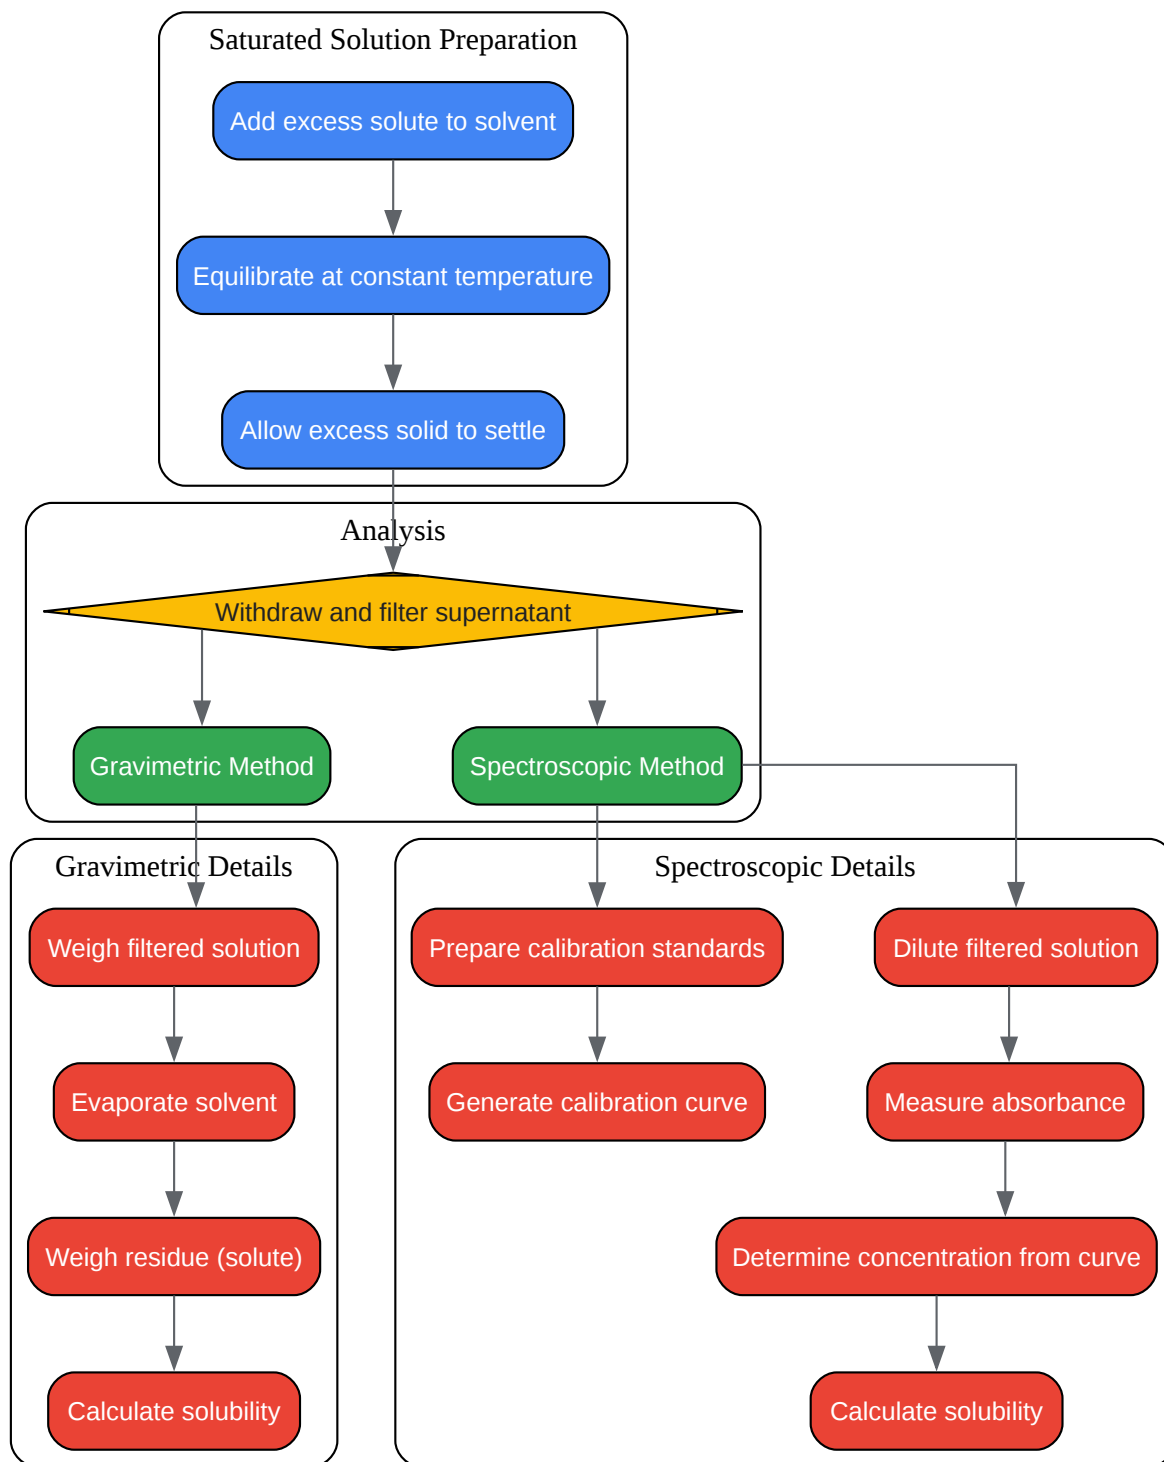 Saturated Solution Preparation
Add excess solute to solvent
Equilibrate at constant temperature
Allow excess solid to settle
Analysis
Withdraw and filter supernatant
Gravimetric Method
Spectroscopic Method
Gravimetric Details
Weigh filtered solution
Evaporate solvent
Weigh residue (solute)
Calculate solubility
Spectroscopic Details
Prepare calibration standards
Generate calibration curve
Dilute filtered solution
Measure absorbance
Determine concentration from curve
Calculate solubility